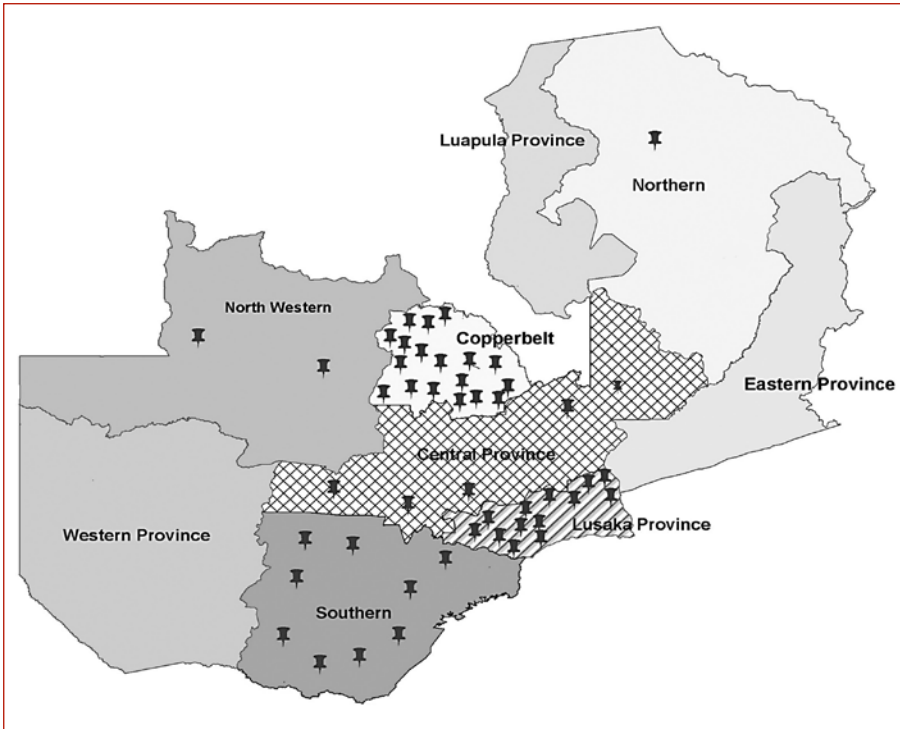 Luapula Province
Northern
North Western
Copperbelt
Eastern Province
Central Province
Lusaka Province
Western Province
Southern